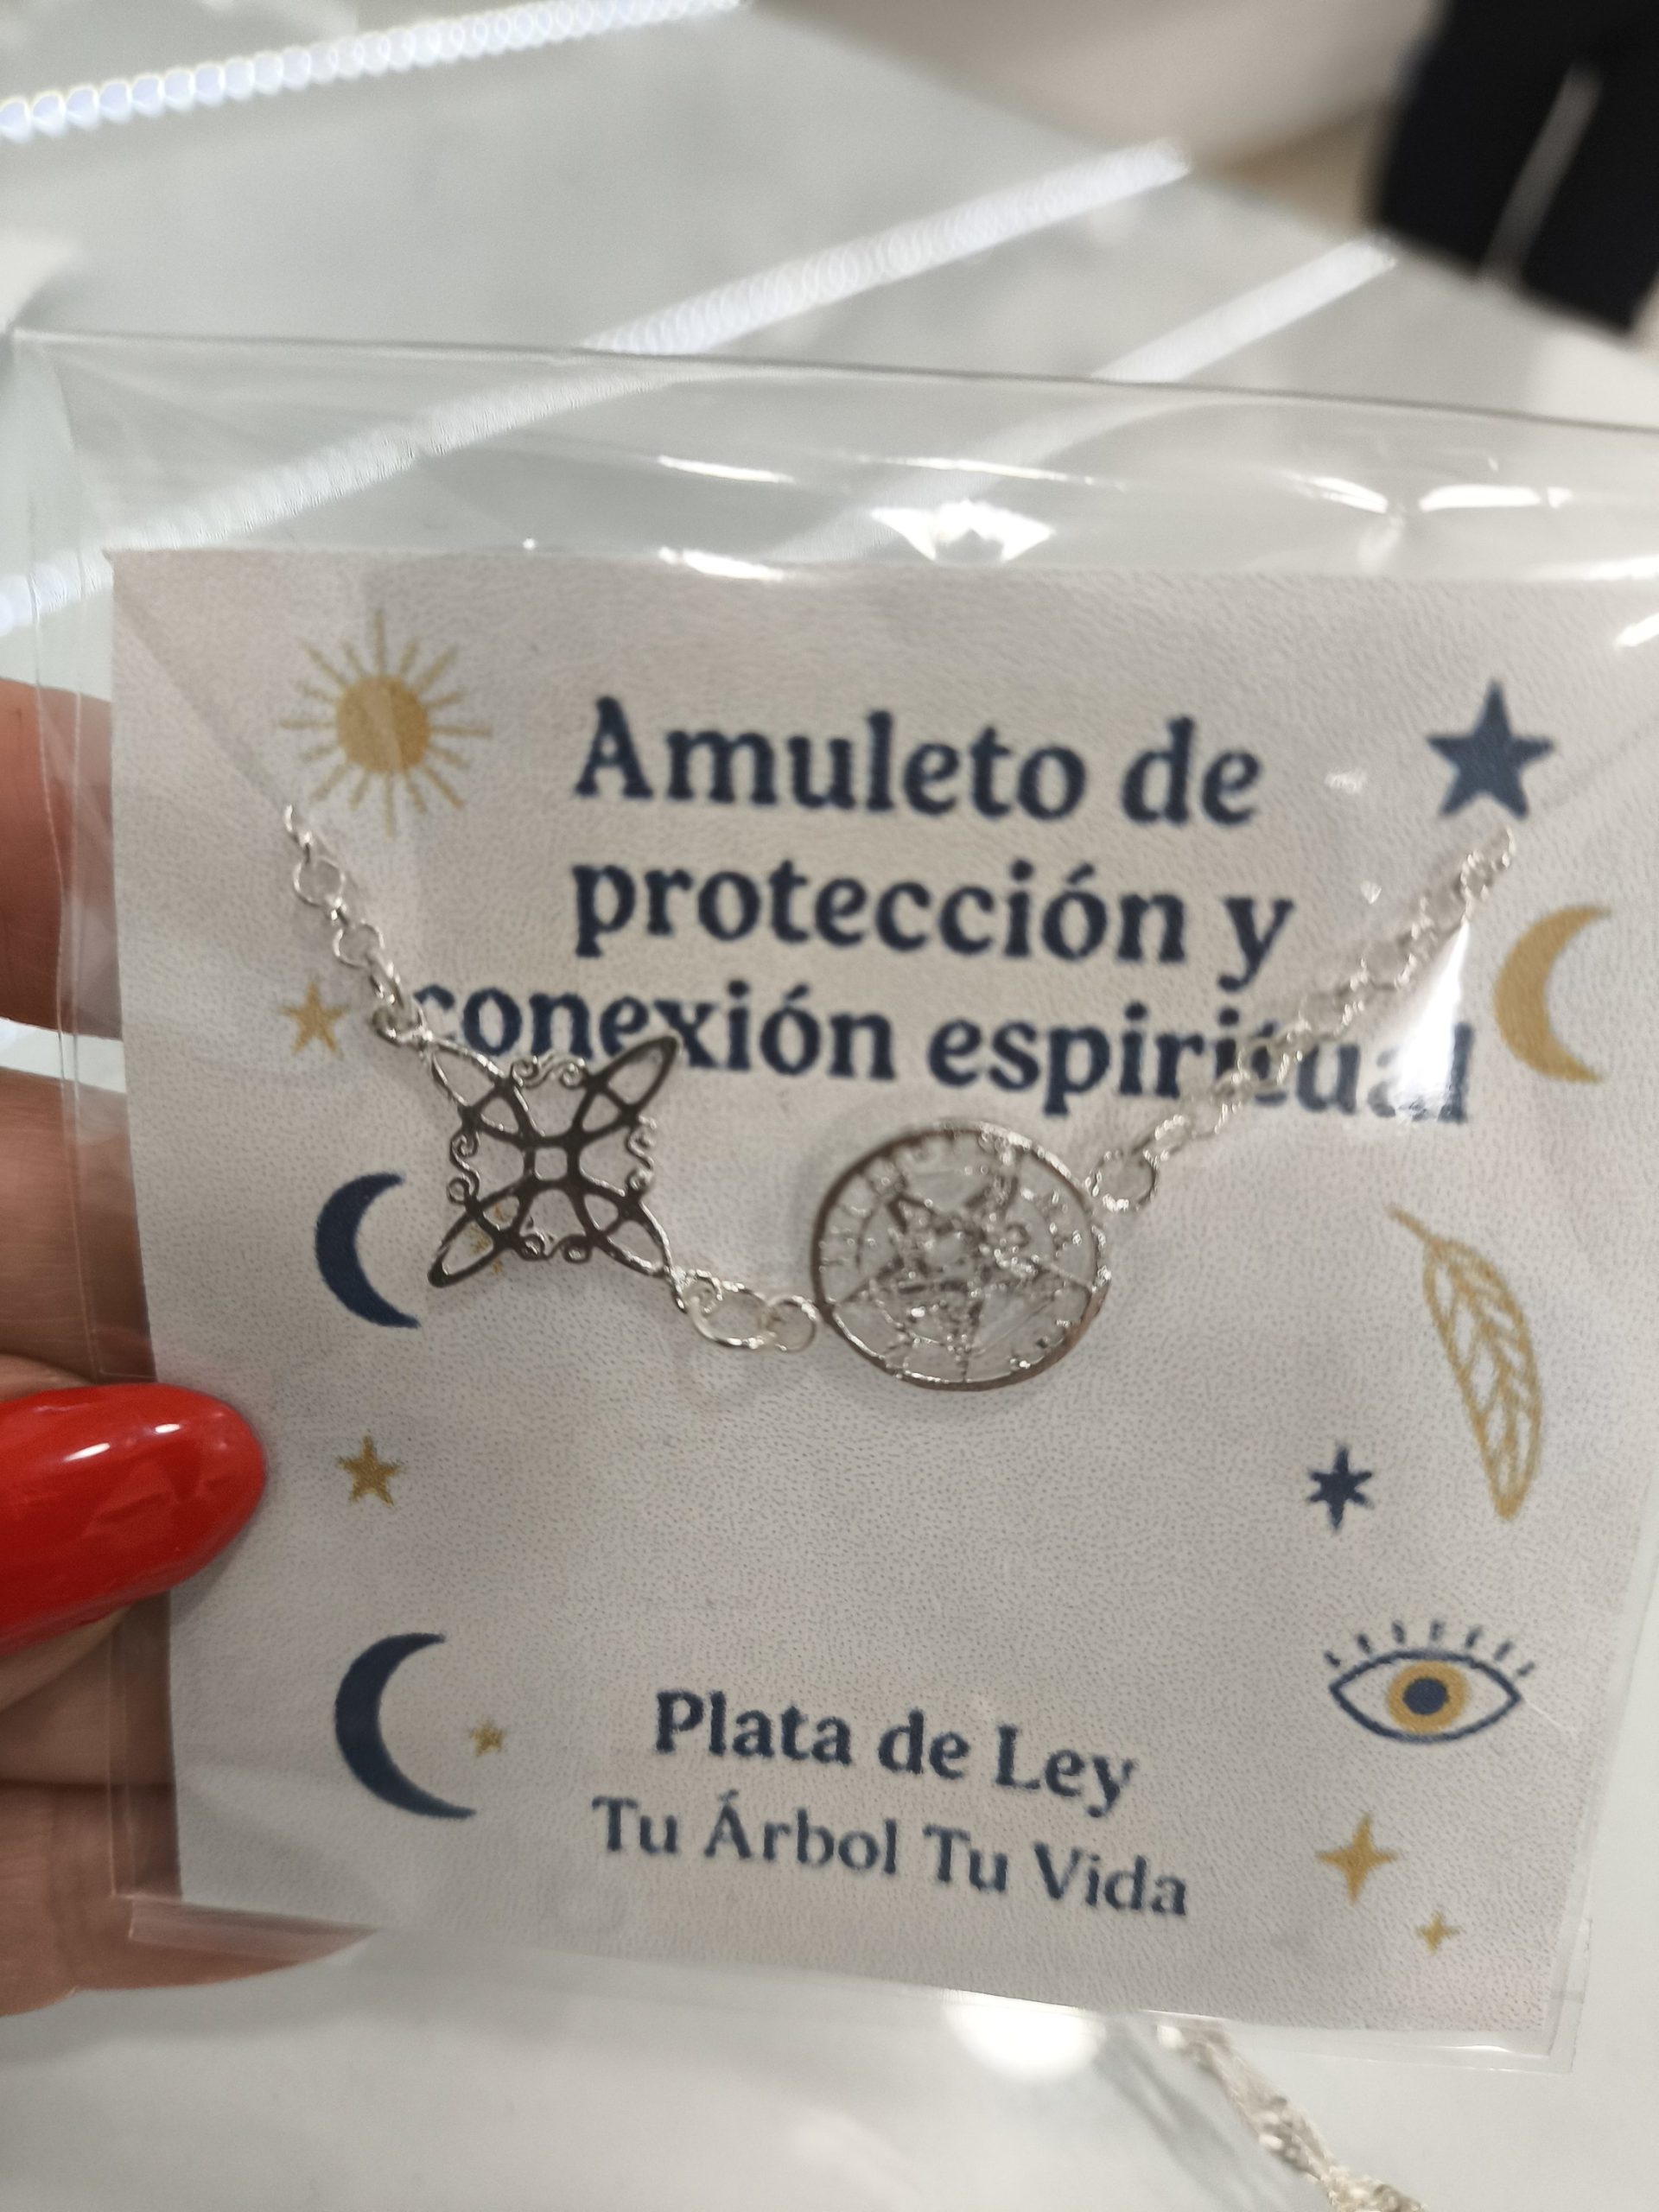 Amuleto de
protección y
conexión espiritual
Plata de Ley
Tu Árbol Tu Vida